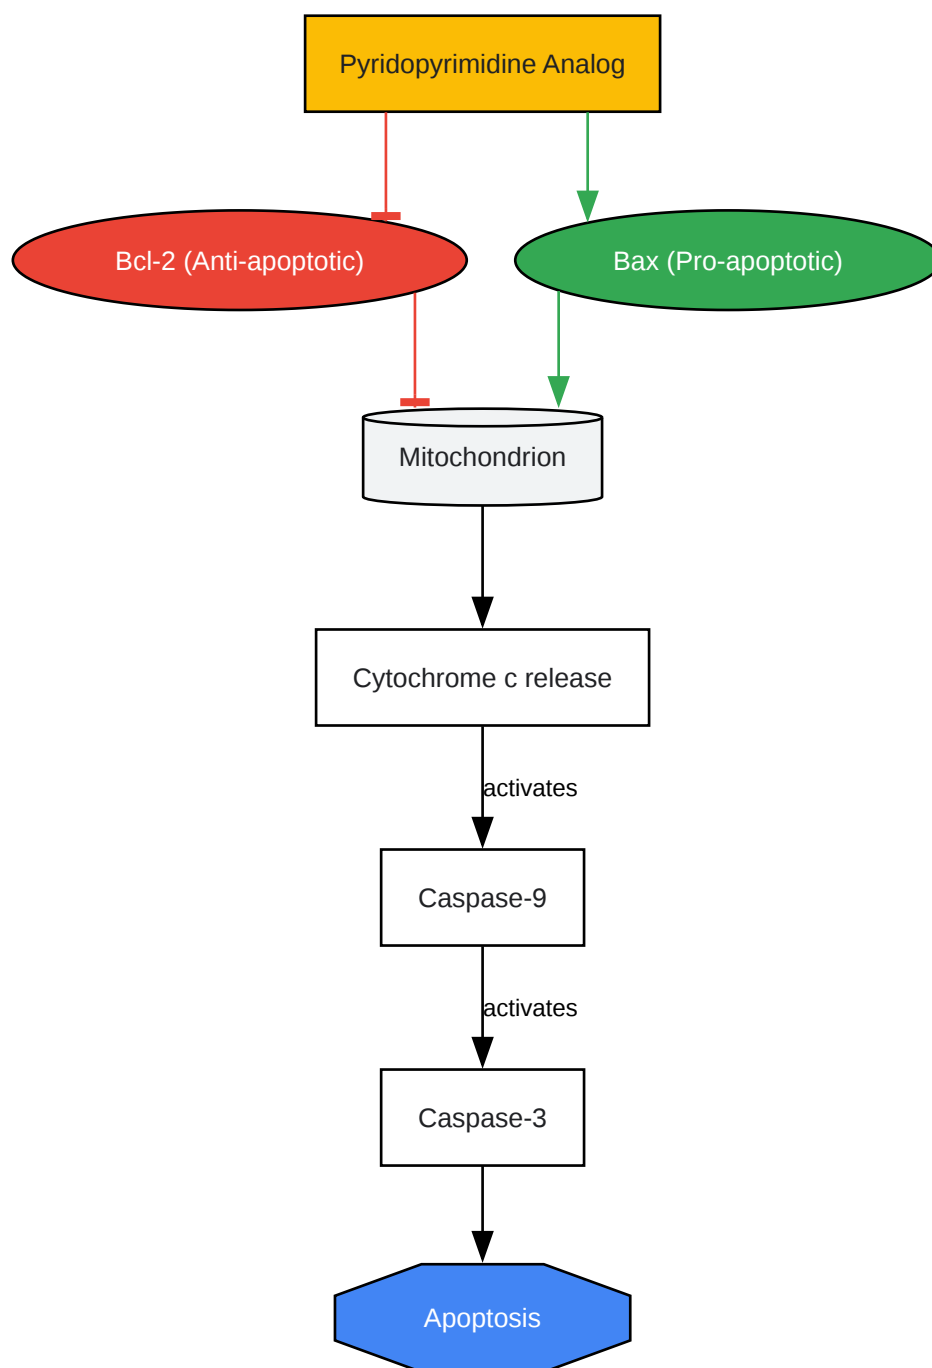 Pyridopyrimidine Analog
Bcl-2 (Anti-apoptotic)
Bax (Pro-apoptotic)
Mitochondrion
Cytochrome c release
activates
Caspase-9
activates
Caspase-3
Apoptosis